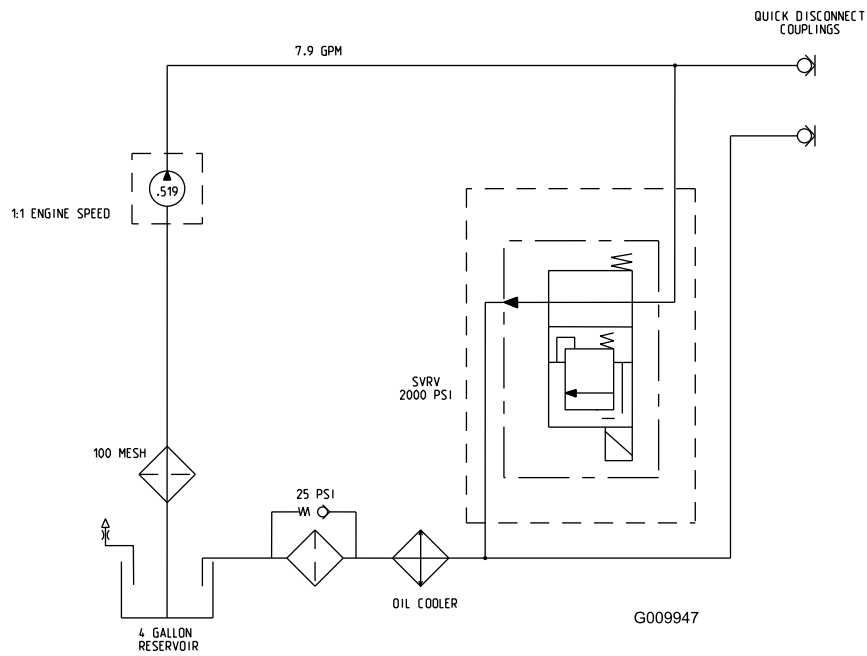 QUICK DISCONNECT
COUPLINGS
7.9 GPM
.519
1:1 ENGINE SPEED
SVRV
2000 PSI
100 MESH
25 PSI
OIL COOLER
4 GALLON
RESERVOIR
G009947